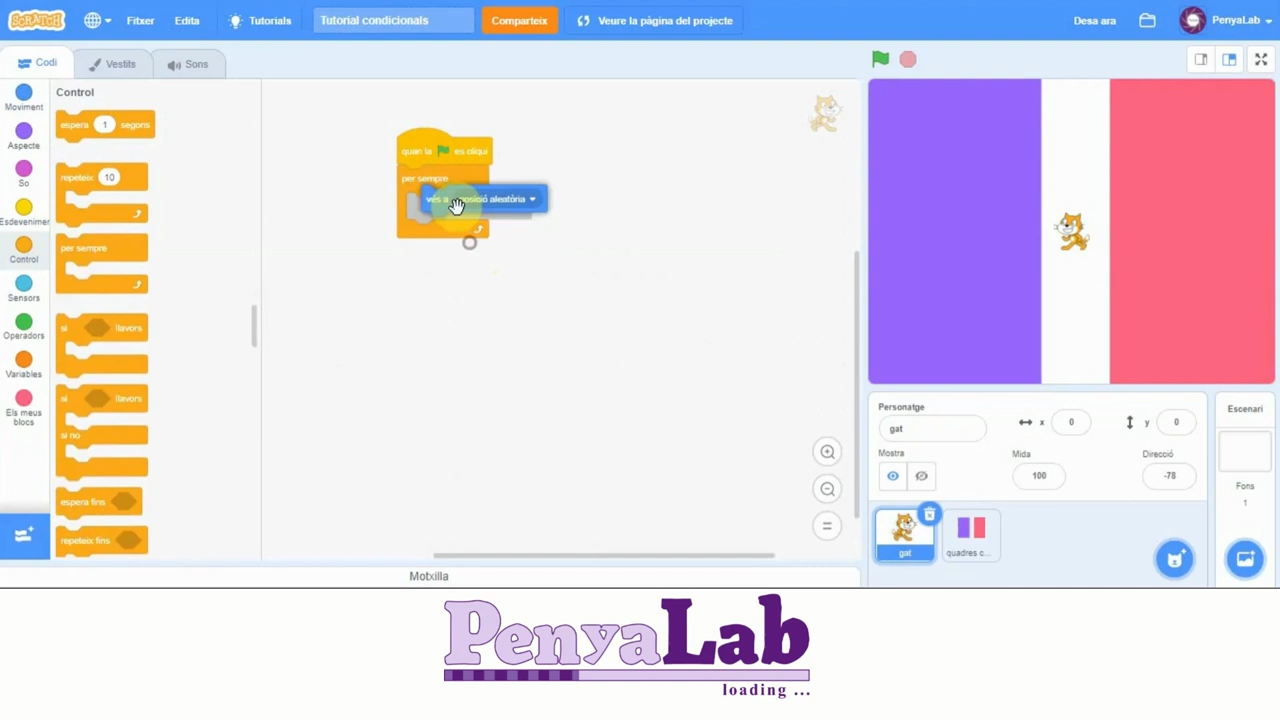 SCRATCH Fitxer Edita Tutorials Tutorial condicionals Comparteix Veure la pàgina del projecte Desa ara PenyaLab
Codi Vestits Sons
Moviment
Aspecte
So
Esdeveniments
Control
Sensors
Operadors
Variables
Els meus
blocs
Control
espera 1 segons
repeteix 10
per sempre
si llavors
si llavors
si no
espera fins
repeteix fins
quan la es cliqui
per sempre
vés a posició aleatòria
Motxilla
Personatge
gat
x 0
y 0
Mostra
Mida
100
Direcció
-78
gat
quadres c...
Escenari
Fons
1
PenyaLab
loading ...